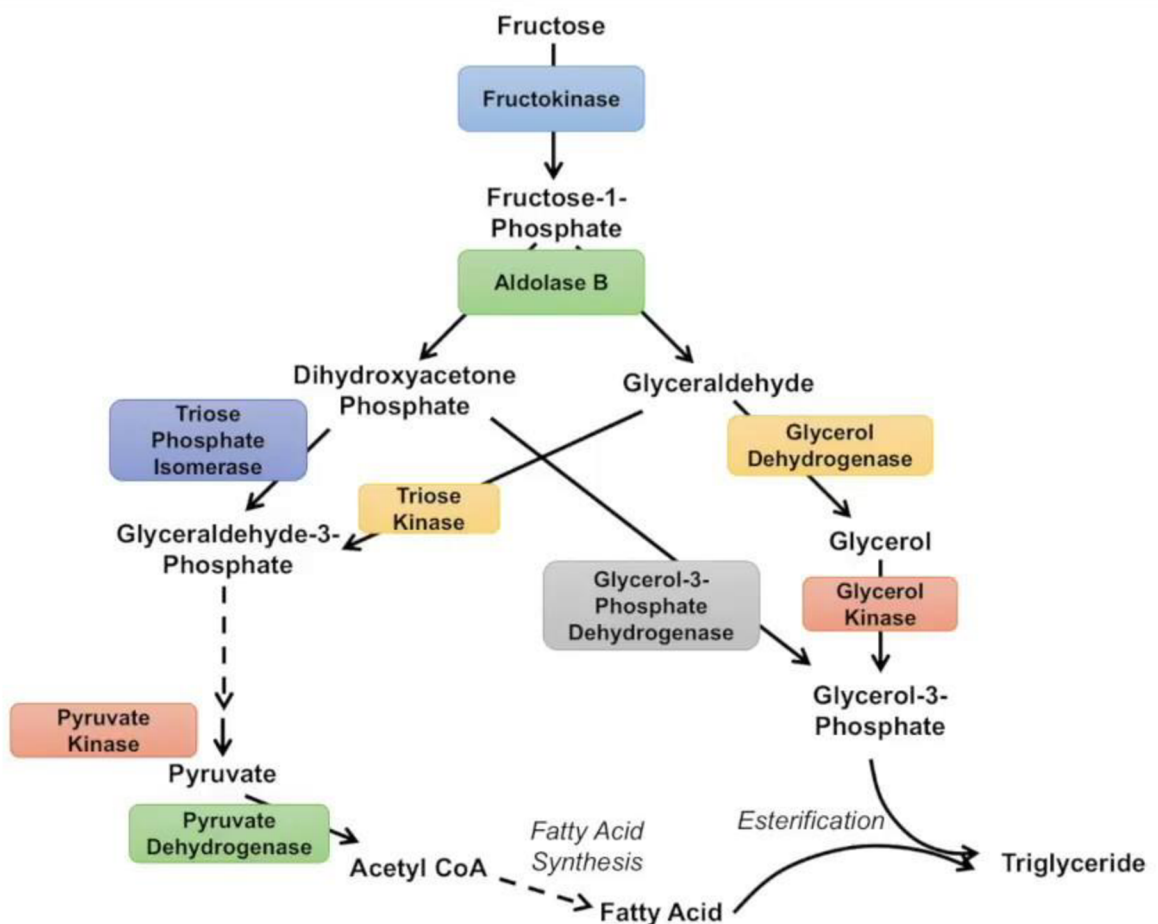 Fructose
Fructokinase
Fructose-1-
Phosphate
Aldolase B
Dihydroxyacetone
Phosphate
Glyceraldehyde
Triose
Phosphate
Isomerase
Glycerol
Dehydrogenase
Triose
Kinase
Glyceraldehyde-3-
Phosphate
Glycerol
Glycerol-3-
Phosphate
Dehydrogenase
Glycerol
Kinase
Glycerol-3-
Phosphate
Pyruvate
Kinase
Pyruvate
Pyruvate
Dehydrogenase
Acetyl CoA
Fatty Acid
Synthesis
Esterification
Triglyceride
Fatty Acid